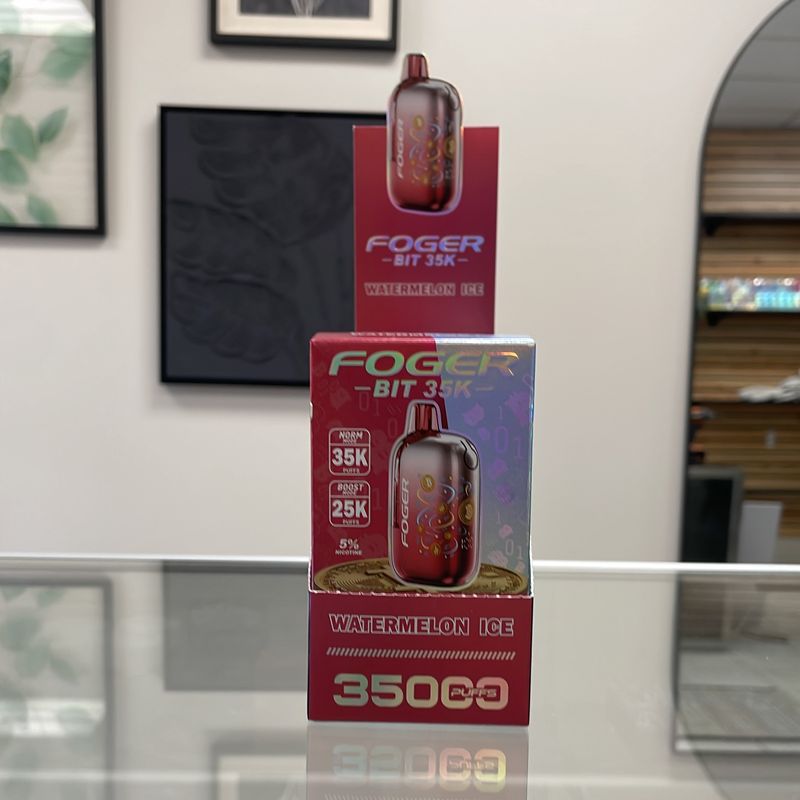 FOGER
FOGER
BIT 35K
WATERMELON ICE
FOGER
BIT 35K
NORM
MODE
35K
PUFFS
BOOST
MODE
25K
PUFFS
5%
NICOTINE
FOGER
WATERMELON ICE
35000
PUFFS